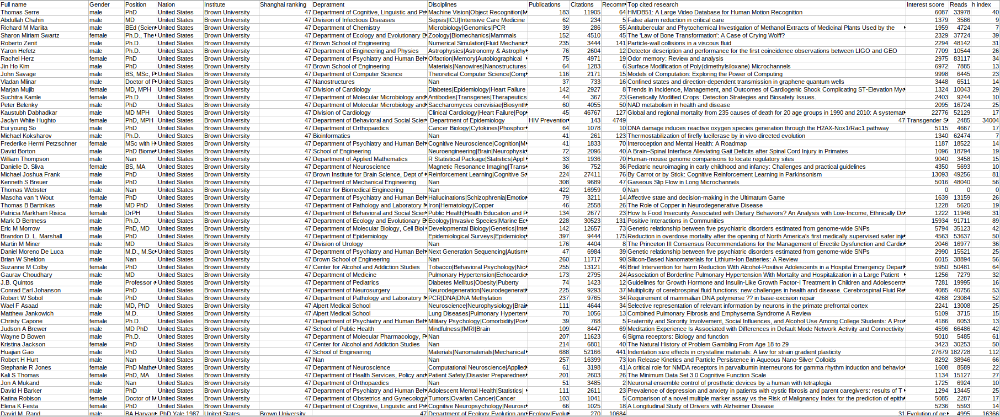 Full name Gender Position Nation Institute Shanghai ranking Depratment Disciplines Publications Citations Recomm Top cited research Interest score Reads h index
Thomas Serre male PhD United States Brown University 47 Department of Cognitive, Linguistic and Ps Machine Vision|Object Recognition|M 183 11905 64 HMDB51: A Large Video Database for Human Motion Recognition 6087 33978 40
Abdullah Chahin male MD United States Brown University 47 Division of Infectious Diseases Sepsis|ICU|Intensive Care Medicine 62 234 5 False alarm reduction in critical care 1379 3586 9
Richard M Mariita male BEd (Scien United States Brown University 47 Department of Chemistry Microbiology|Genomics|PCR 39 286 55 Antitubercular and Phytochemical Investigation of Methanol Extracts of Medicinal Plants Used by the 1959 4724 7
Sharon Miriam Swartz female Ph.D., The United States Brown University 47 Department of Ecology and Evolutionary B Zoology|Biomechanics|Mammals 152 4510 45 The 'Law of Bone Transformation': A Case of Crying Wolff? 2329 37724 39
Roberto Zenit male Ph.D. United States Brown University 47 Brown School of Engineering Numerical Simulation|Fluid Mechanic 235 3444 141 Particle-wall collisions in a viscous fluid 2294 48142 31
Yaron Hefetz male Ph.D. United States Brown University 47 Department of Engineering and Physics Astrophysics|Astronomy & Astrophy 76 2604 12 Detector description and performance for the first coincidence observations between LIGO and GEO 7709 10544 26
Rachel Herz female PhD United States Brown University 47 Department of Psychiatry and Human Beh Olfaction|Memory|Autobiographical 75 4971 19 Odor memory: Review and analysis 2975 83117 34
Jin Ho Kim male PhD United States Brown University 47 Brown School of Engineering Materials|Nanowires|Nanostructures 64 1283 6 Surface Modification of Poly(dimethylsiloxane) Microchannels 6972 7885 13
John Savage male BS, MSc, P United States Brown University 47 Department of Computer Science Theoretical Computer Science|Comp 116 2171 15 Models of Computation: Exploring the Power of Computing 9998 6445 23
Vladan Mlinar male Doctor of P United States Brown University 47 Nanostructures Nan 37 733 16 Confined states and direction-dependent transmission in graphene quantum wells 3448 6511 14
Marjan Mujib female MD, MPH United States Brown University 47 Division of Cardiology Diabetes|Epidemiology|Heart Failure 142 2927 8 Trends in Incidence, Management, and Outcomes of Cardiogenic Shock Complicating ST-Elevation Myo 1324 10043 29
Suchitra Kamle female Ph.D. United States Brown University 47 Department of Molecular Microbiology and Antibodies|Transgenes|Therapeutics 44 367 23 Genetically Modified Crops: Detection Strategies and Biosafety Issues. 2403 9244 10
Peter Belenky male PhD United States Brown University 47 Department of Molecular Microbiology and Saccharomyces cerevisiae|Biosynth 60 4055 50 NAD metabolism in health and disease 2095 16724 25
Kaustubh Dabhadkar male MD MPH United States Brown University 47 Division of Cardiology Clinical Cardiology|Heart Failure|Pop 45 46767 127 Global and regional mortality from 235 causes of death for 20 age groups in 1990 and 2010: A systemat 22776 52129 17
Jaclyn White Hughto female PhD, MPH United States Brown University 47 Department of Behavioral and Social Scier Department of Epidemiology HIV Prevention 143 4749 47 Transgender S 2485 34004
Eui young So male PhD United States Brown University 47 Department of Orthopaedics Cancer Biology|Cytokines|Phosphor 64 1078 10 DNA damage induces reactive oxygen species generation through the H2AX-Nox1/Rac1 pathway 5115 4667 17
Michael Koksharov male Ph.D. United States Brown University 47 Bioinformatics Nan 41 261 123 Thermostabilization of firefly luciferase by in vivo directed evolution 1340 62474 7
Frederike Hermi Petzschner female MSc with H United States Brown University 47 Department of Psychiatry and Human Beh Cognitive Neuroscience|Cognition|M 41 1833 70 Interoception and Mental Health: A Roadmap 1187 18522 14
David Borton male PhD Biome United States Brown University 47 School of Engineering Neuroengineering|Brain|Neurophysio 72 2096 40 A Brain–Spinal Interface Alleviating Gait Deficits after Spinal Cord Injury in Primates 1096 18794 19
William Thompson male Nan United States Brown University 47 Department of Applied Mathematics R Statistical Package|Statistics|Appl 33 1936 70 Human-mouse genome comparisons to locate regulatory sites 9040 3458 15
Danielle D. Sliva female BS, MA United States Brown University 47 Department of Neuroscience Magnetic Resonance Imaging|Trans 36 752 36 Pediatric neuroimaging in early childhood and infancy: Challenges and practical guidelines 4350 5693 10
Michael Joshua Frank male PhD United States Brown University 47 Brown Institute for Brain Science, Dept of Reinforcement Learning|Cognitive Sc 224 27411 76 By Carrot or by Stick: Cognitive Reinforcement Learning in Parkinsonism 13093 49256 81
Kenneth S Breuer male PhD United States Brown University 47 Department of Mechanical Engineering Nan 308 9689 47 Gaseous Slip Flow in Long Microchannels 5016 48040 56
Thomas Webster male Nan United States Brown University 47 Center for Biomedical Engineering Nan 422 16959 0 Nan 0 0 0
Mascha van 't Wout female PhD United States Brown University 47 Department of Psychiatry and Human Beh Hallucinations|Schizophrenia|Emotio 79 3211 14 Affective state and decision-making in the Ultimatum Game 1639 13159 26
Thomas B Bartnikas male MD PhD United States Brown University 47 Department of Pathology and Laboratory M Iron|Hematology|Copper 46 2558 26 The Role of Copper in Neurodegenerative Disease 1228 5620 19
Patricia Markham Risica female DrPH United States Brown University 47 Department of Behavioral and Social Scier Public Health|Health Education and P 134 2677 23 How Is Food Insecurity Associated with Dietary Behaviors? An Analysis with Low-Income, Ethnically Div 1222 11946 31
Mark D Bertness male Ph.D. United States Brown University 47 Department of Ecology and Evolutionary B Ecology|Invasive Species|Marine Ec 228 30523 131 Positive Interactions in Communities 15934 91711 89
Eric M Morrow male PhD, MD United States Brown University 47 Department of Molecular Biology, Cell Biol Developmental Biology|Genetics|Inte 142 12657 73 Genetic relationship between five psychiatric disorders estimated from genome-wide SNPs 5794 35123 42
Brandon D. L. Marshall male PhD United States Brown University 47 Department of Epidemiology Epidemiological Surveys|Epidemiolog 397 9444 175 Reduction in overdose mortality after the opening of North America's first medically supervised safer inje 4563 53637 50
Martin M Miner male MD United States Brown University 47 Division of Urology Nan 176 4404 8 The Princeton III Consensus Recommendations for the Management of Erectile Dysfunction and Cardio 2046 16977 36
Daniel Moreno De Luca male M.D., M.Sc United States Brown University 47 Department of Psychiatry and Human Beh Next Generation Sequencing|Autism 47 6984 39 Genetic relationship between five psychiatric disorders estimated from genome-wide SNPs 2990 15521 25
Brian W Sheldon male Nan United States Brown University 47 Brown School of Engineering Nan 260 11717 90 Silicon-Based Nanomaterials for Lithium-Ion Batteries: A Review 6015 38894 56
Suzanne M Colby female PhD United States Brown University 47 Center for Alcohol and Addiction Studies Tobacco|Behavioral Psychology|Nic 255 13121 46 Brief Intervention for harm Reduction With Alcohol-Positive Adolescents in a Hospital Emergency Depart 5950 50481 64
Gaurav Choudhary male MD United States Brown University 47 Department of Medicine Pulmonary Hypertension|Echocardio 173 2795 24 Association of Borderline Pulmonary Hypertension With Mortality and Hospitalization in a Large Patient 1256 7279 32
J.B. Quintos male Professor o United States Brown University 47 Department of Pediatrics Diabetes Mellitus|Obesity|Puberty 74 1423 12 Guidelines for Growth Hormone and Insulin-Like Growth Factor-I Treatment in Children and Adolescent 7281 19995 16
Conrad Earl Johanson male PhD United States Brown University 47 Department of Neurosurgery Neurodegeneration|Neurodegenerati 225 9293 37 Multiplicity of cerebrospinal fluid functions: new challenges in health and disease. Cerebrospinal Fluid Re 4085 40756 53
Robert W Sobol male PhD United States Brown University 47 Department of Pathology and Laboratory M PCR|DNA|DNA Methylation 237 9765 34 Requirement of mammalian DNA polymerse ?? in base-excision repair 4268 23084 52
Wael F Asaad male MD, PhD United States Brown University 47 Alpert Medical School Neuroscience|Neurophysiology|Brai 111 4644 34 Selective representation of relevant information by neurons in the primate prefrontal cortex 2241 13008 25
Matthew Jankowich male M.D. United States Brown University 47 Alpert Medical School Lung Diseases|Pulmonary Hyperten 70 1056 13 Combined Pulmonary Fibrosis and Emphysema Syndrome A Review 5109 3715 15
Christy Capone female Ph.D. United States Brown University 47 Department of Psychiatry and Human Beh Military Psychology|Comorbidity|Pos 39 768 5 Fraternity and Sorority Involvement, Social Influences, and Alcohol Use Among College Students: A Pro 4186 6053 13
Judson A Brewer male MD PhD United States Brown University 47 School of Public Health Mindfulness|fMRI|Brain 109 8447 69 Meditation Experience Is Associated with Differences in Default Mode Network Activity and Connectivity 4596 66486 42
Wayne D Bowen male Ph.D. United States Brown University 47 Department of Molecular Pharmacology, P Nan 207 11623 6 Sigma receptors: Biology and function 5010 5485 61
Kristina Jackson female PhD United States Brown University 47 Center for Alcohol and Addiction Studies Nan 214 6801 40 The Natural History of Problem Gambling From Age 18 to 29 3423 30253 50
Huajian Gao male PhD United States Brown University 47 School of Engineering Materials|Nanomaterials|Mechanical 688 52166 441 Indentation size effects in crystalline materials: A law for strain gradient plasticity 27679 182728 112
Robert H Hurt male PhD United States Brown University 47 Nan Nan 257 16399 73 Ion Release Kinetics and Particle Persistence in Aqueous Nano-Silver Colloids 8292 38946 66
Stephanie R Jones female PhD Mathe United States Brown University 47 Department of Neuroscience Computational Neuroscience|Applied 61 3198 41 A critical role for NMDA receptors in parvalbumin interneurons for gamma rhythm induction and behavio 1608 8589 22
Kali S Thomas female PhD, MA United States Brown University 47 Department of Health Services, Policy and Patient Safety|Disaster Preparednes 201 2603 26 The Minimum Data Set 3.0 Cognitive Function Scale 1134 15127 27
Jon A Mukand male Nan United States Brown University 47 Department of Orthopaedics Nan 51 3485 2 Neuronal ensemble control of prosthetic devices by a human with tetraplegia 1725 6924 10
David H Barker male PhD United States Brown University 47 Department of Psychiatry and Human Beh Adolescent Mental Health|Statistics| 111 2611 23 Prevalence of depression and anxiety in patients with cystic fibrosis and parent caregivers: results of T 1294 13445 25
Katina Robison female Doctor of M United States Brown University 47 Department of Obstetrics and Gynecology Tumors|Ovarian Cancer|Cancer 103 1041 5 Comparison of a novel multiple marker assay vs the Risk of Malignancy Index for the prediction of epithe 5085 2287 17
Elena K Festa female PhD United States Brown University 47 Department of Cognitive, Linguistic and Ps Cognitive Neuropsychology|Neurosc 66 1025 18 A Longitudinal Study of Drivers with Alzheimer Disease 5236 5593 14
David M. Rand male BA Harvard PhD Yale 1987 United States Brown University 47 Department of Ecology Evolution and Ecology|Evolu 270 10684 31 Evolution of ge 4995 16366